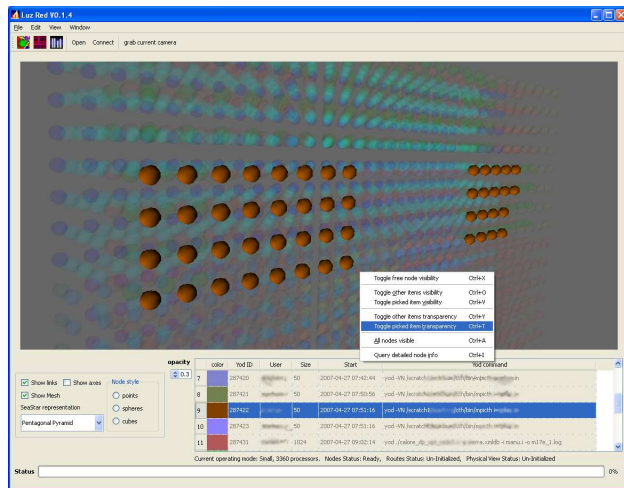 Luz Red V0.1.4
File Edit View Window
Open Connect grab current camera
Toggle free node visibility Ctrl+X
Toggle other items visibility Ctrl+O
Toggle picked item visibility Ctrl+V
Toggle other items transparency Ctrl+Y
Toggle picked item transparency Ctrl+T
All nodes visible Ctrl+A
Query detailed node info Ctrl+I
opacity
0.3
Show links Show axes
Show Mesh
SeaStar representation
Pentagonal Pyramid
Node style
points
spheres
cubes
color Yod ID User Size Start Yod command
7 287420 50 2007-04-27 07:42:44 yod -VN /scratch1
8 287421 50 2007-04-27 07:50:56 yod -VN /scratch1
9 287422 50 2007-04-27 07:51:16 yod -VN /scratch1
10 287423 50 2007-04-27 07:51:16 yod -VN /scratch1
11 287431 1024 2007-04-27 09:52:14 yod
Current operating mode: Small, 3360 processors. Nodes Status: Ready, Routes Status: Un-Initialized, Physical View Status: Un-Initialized
Status 0%